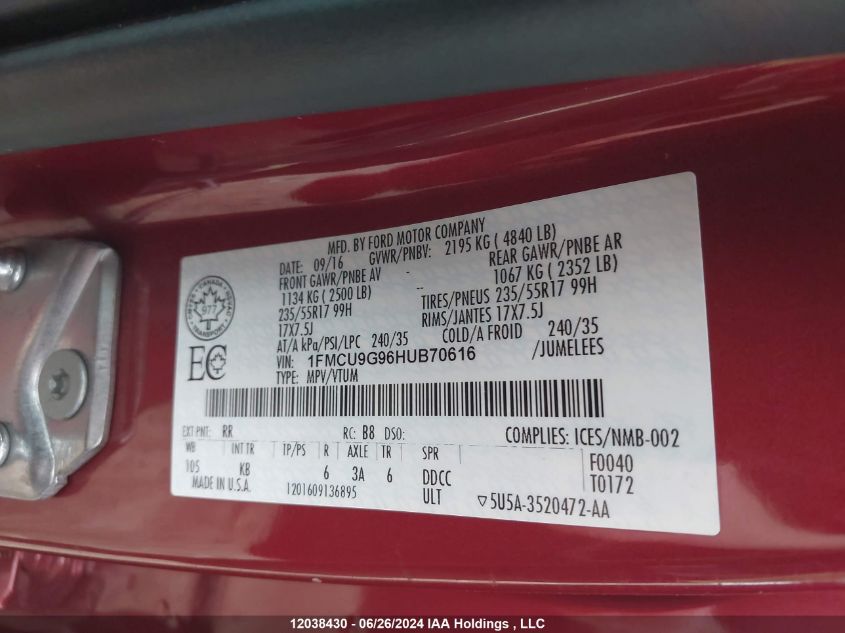 MFD. BY FORD MOTOR COMPANY
DATE: 09/16 GVWR/PNBV: 2195 KG ( 4840 LB)
FRONT GAWR/PNBE AV - REAR GAWR/PNBE AR
1134 KG ( 2500 LB) -- 1067 KG ( 2352 LB)
235/55R17 99H TIRES/PNEUS 235/55R17 99H
17X7.5J RIMS/JANTES 17X7.5J
AT/A kPa/PSI/LPC 240/35 COLD/A FROID 240/35
VIN: 1FMCU9G96HUB70616 /JUMELEES
TYPE: MPV/VTUM
CANADA
TRANSPORT
977
EC
EXT PNT: RR RC: B8 DSO: COMPLIES: ICES/NMB-002
WB INT TR TP/PS R AXLE TR SPR F0040
105 KB 6 3A 6 DDCC T0172
MADE IN U.S.A. 1201609136895 ULT ▽5U5A-3520472-AA
12038430 - 06/26/2024 IAA Holdings , LLC